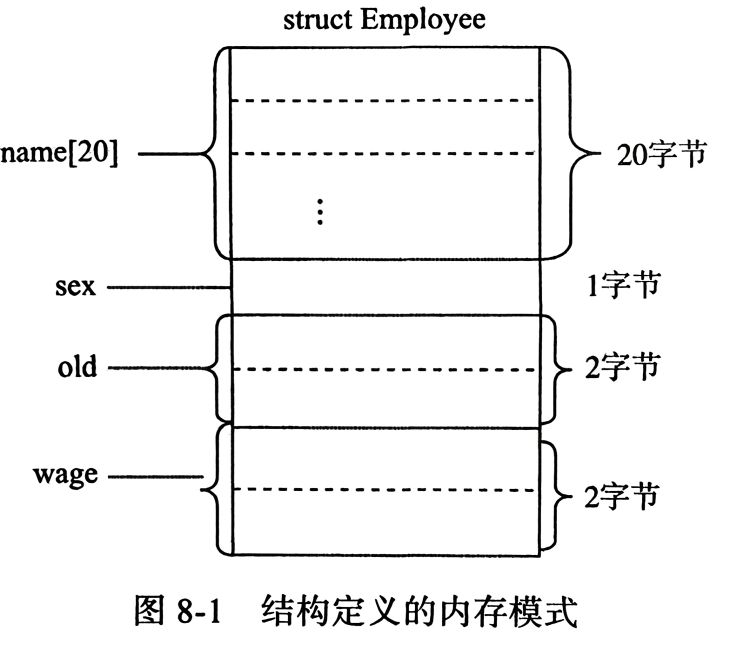 struct Employee
name[20]
20字节
sex
1字节
old
2字节
wage
2字节
图 8-1 结构定义的内存模式